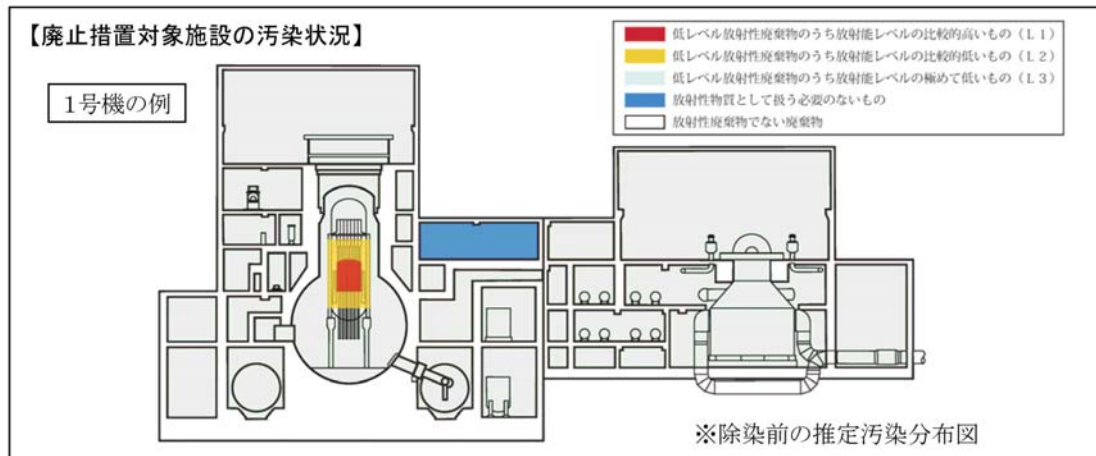 【廃止措置対象施設の汚染状況】
1号機の例
低レベル放射性廃棄物のうち放射能レベルの比較的高いもの（L1）
低レベル放射性廃棄物のうち放射能レベルの比較的低いもの（L2）
低レベル放射性廃棄物のうち放射能レベルの極めて低いもの（L3）
放射性物質として扱う必要のないもの
放射性廃棄物でない廃棄物
※除染前の推定汚染分布図